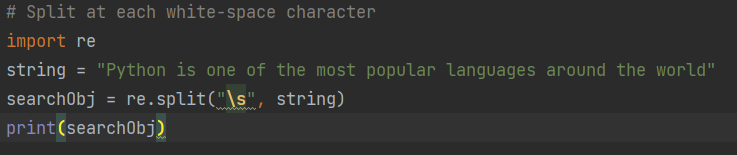 # Split at each white-space character
import re
string = "Python is one of the most popular languages around the world"
searchObj = re.split("\s", string)
print(searchObj)